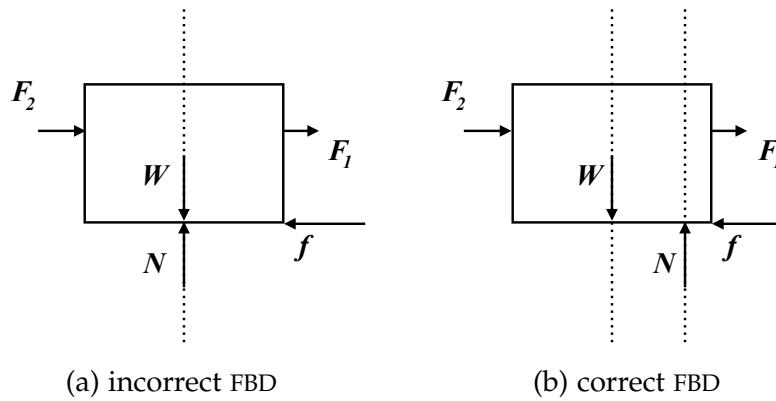 F₂ F₂
W W
F₁ F₁
f f
N N
(a) incorrect FBD (b) correct FBD